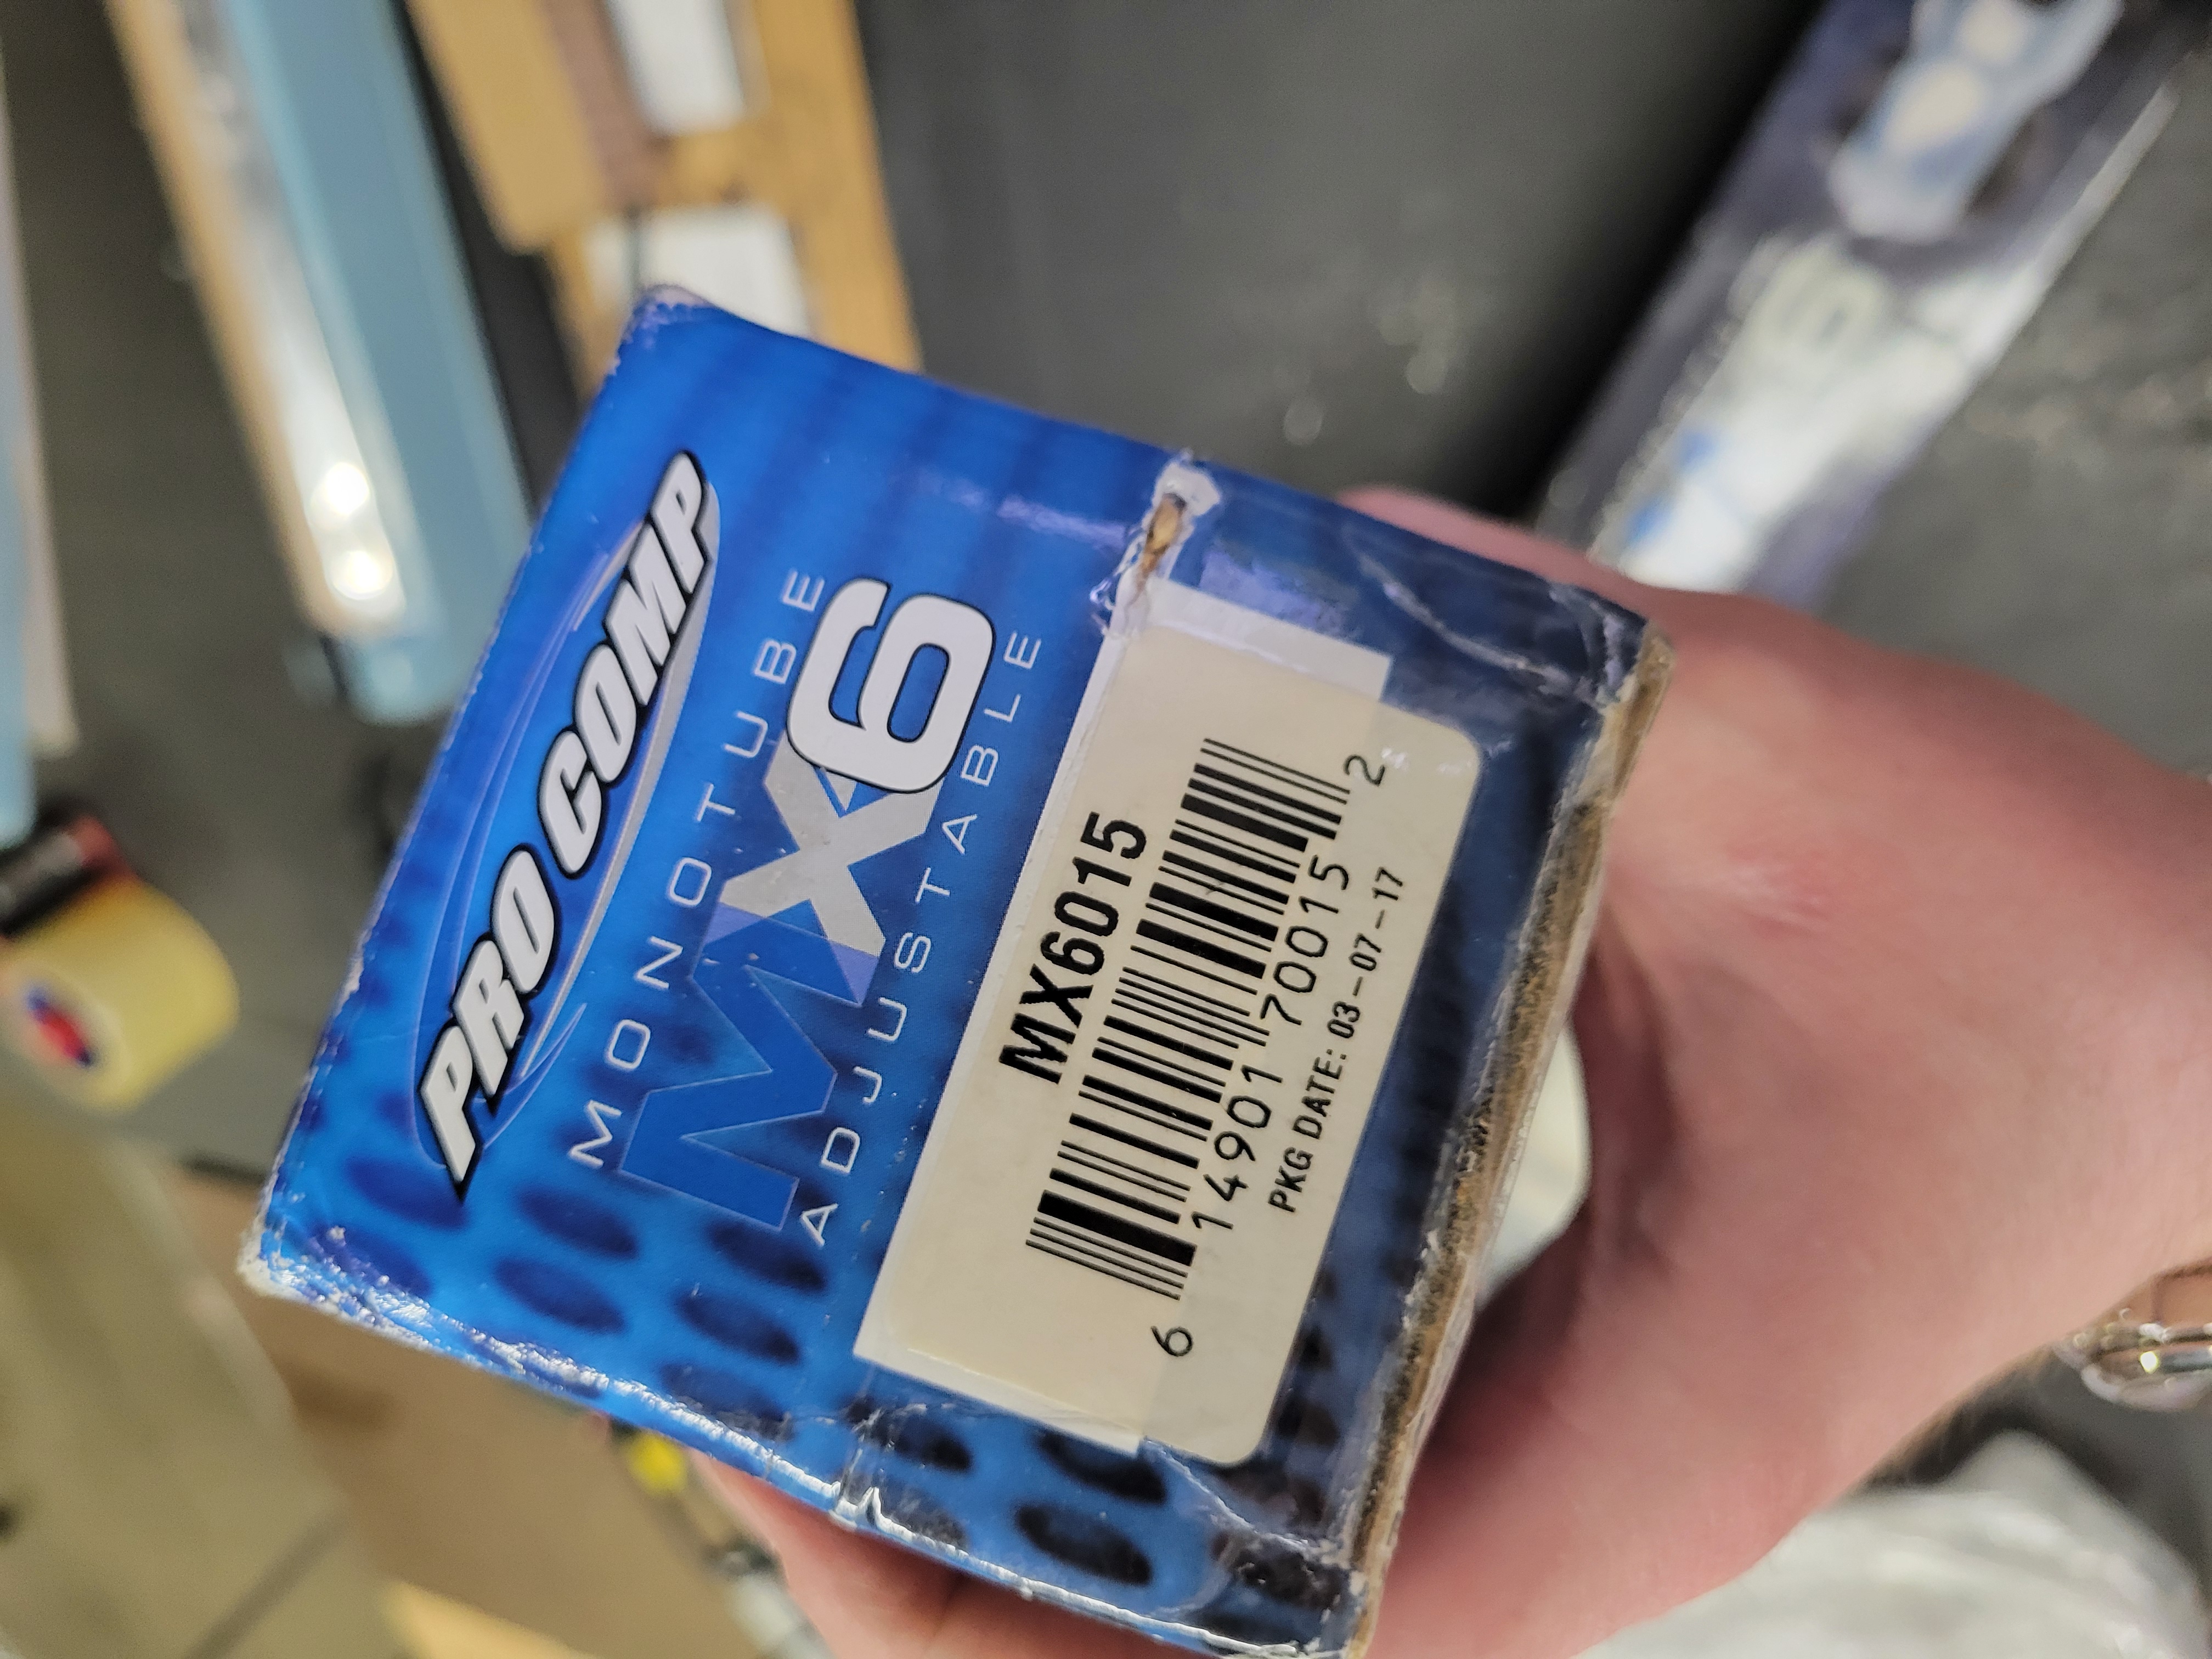 PRO COMP
MONOTUBE
MX6
ADJUSTABLE
MX6015
6 14901 70015 2
PKG DATE: 03-07-17